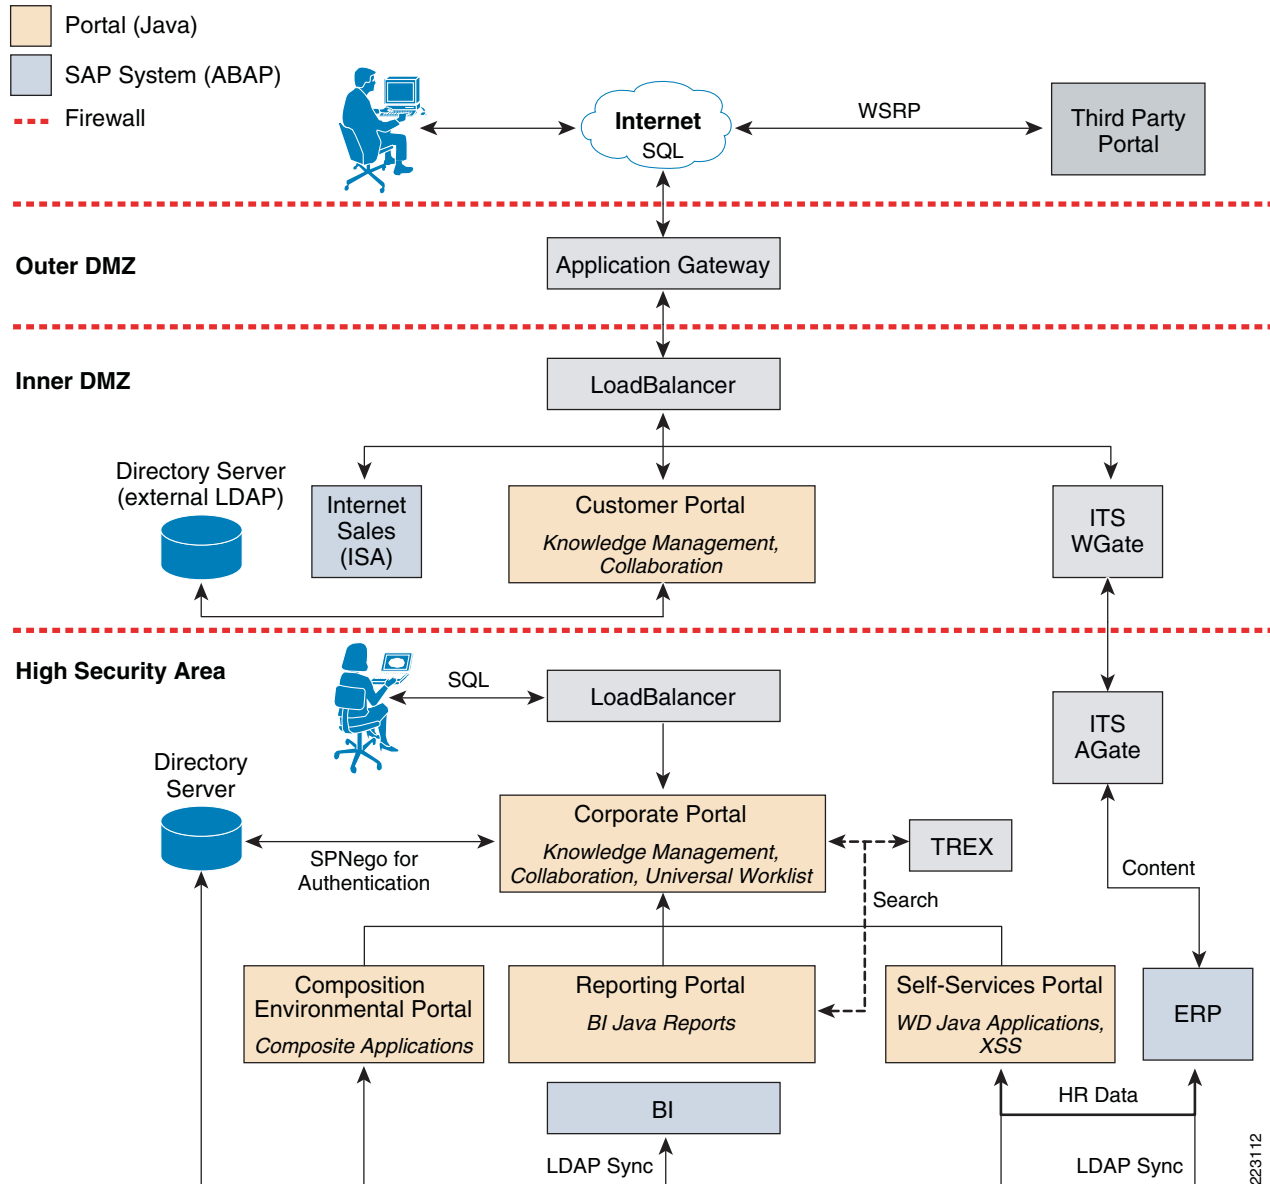 Portal (Java)
SAP System (ABAP)
Firewall
Internet
SQL
WSRP
Third Party
Portal
Outer DMZ
Application Gateway
Inner DMZ
LoadBalancer
Directory Server
(external LDAP)
Internet
Sales
(ISA)
Customer Portal
Knowledge Management,
Collaboration
ITS
WGate
High Security Area
SQL
LoadBalancer
ITS
AGate
Directory
Server
SPNego for
Authentication
Corporate Portal
Knowledge Management,
Collaboration, Universal Worklist
TREX
Search
Content
Composition
Environmental Portal
Composite Applications
Reporting Portal
BI Java Reports
Self-Services Portal
WD Java Applications,
XSS
ERP
BI
HR Data
LDAP Sync
LDAP Sync
223112